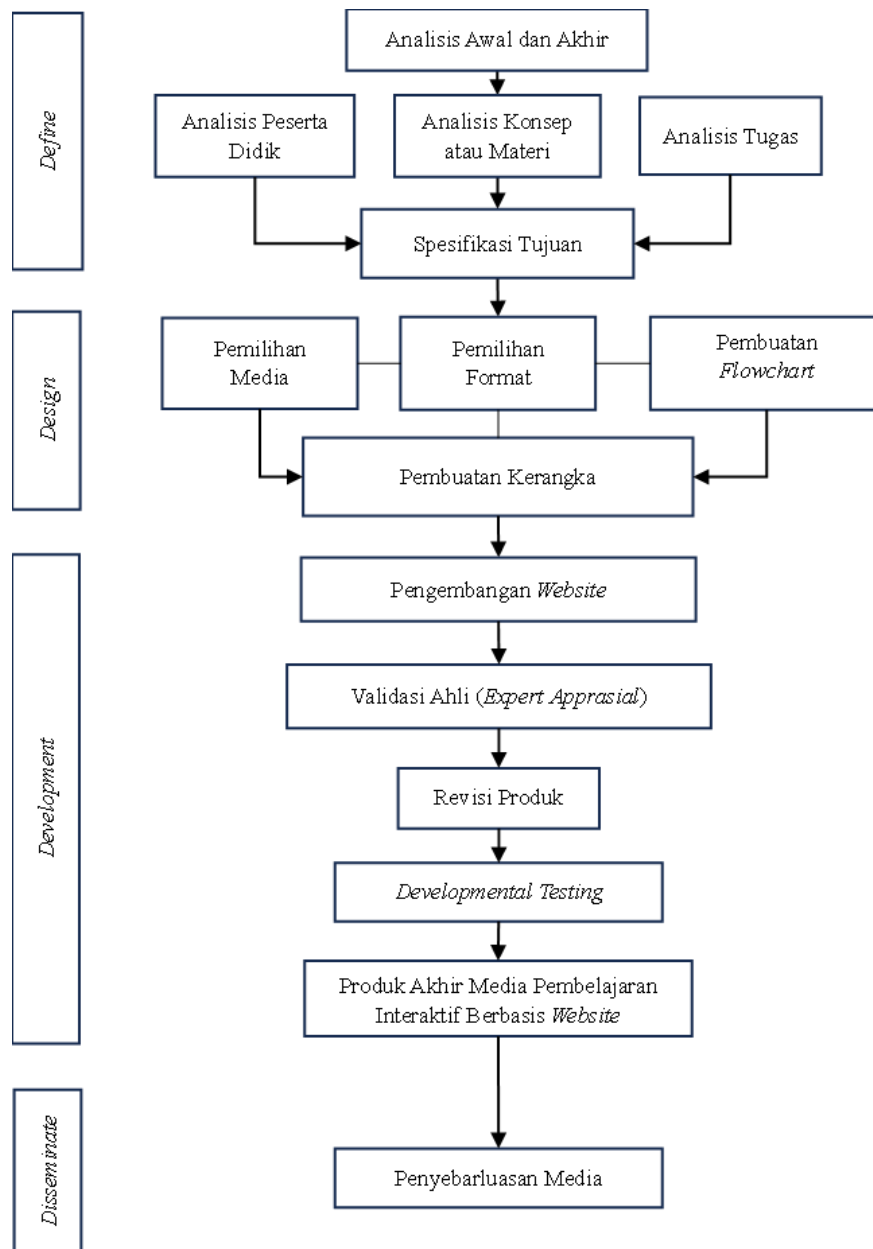 Define
Analisis Awal dan Akhir
Analisis Peserta
Didik
Analisis Konsep
atau Materi
Analisis Tugas
Spesifikasi Tujuan
Design
Pemilihan
Media
Pemilihan
Format
Pembuatan
Flowchart
Pembuatan Kerangka
Development
Pengembangan Website
Validasi Ahli (Expert Apprasial)
Revisi Produk
Developmental Testing
Produk Akhir Media Pembelajaran
Interaktif Berbasis Website
Disseminate
Penyebarluasan Media